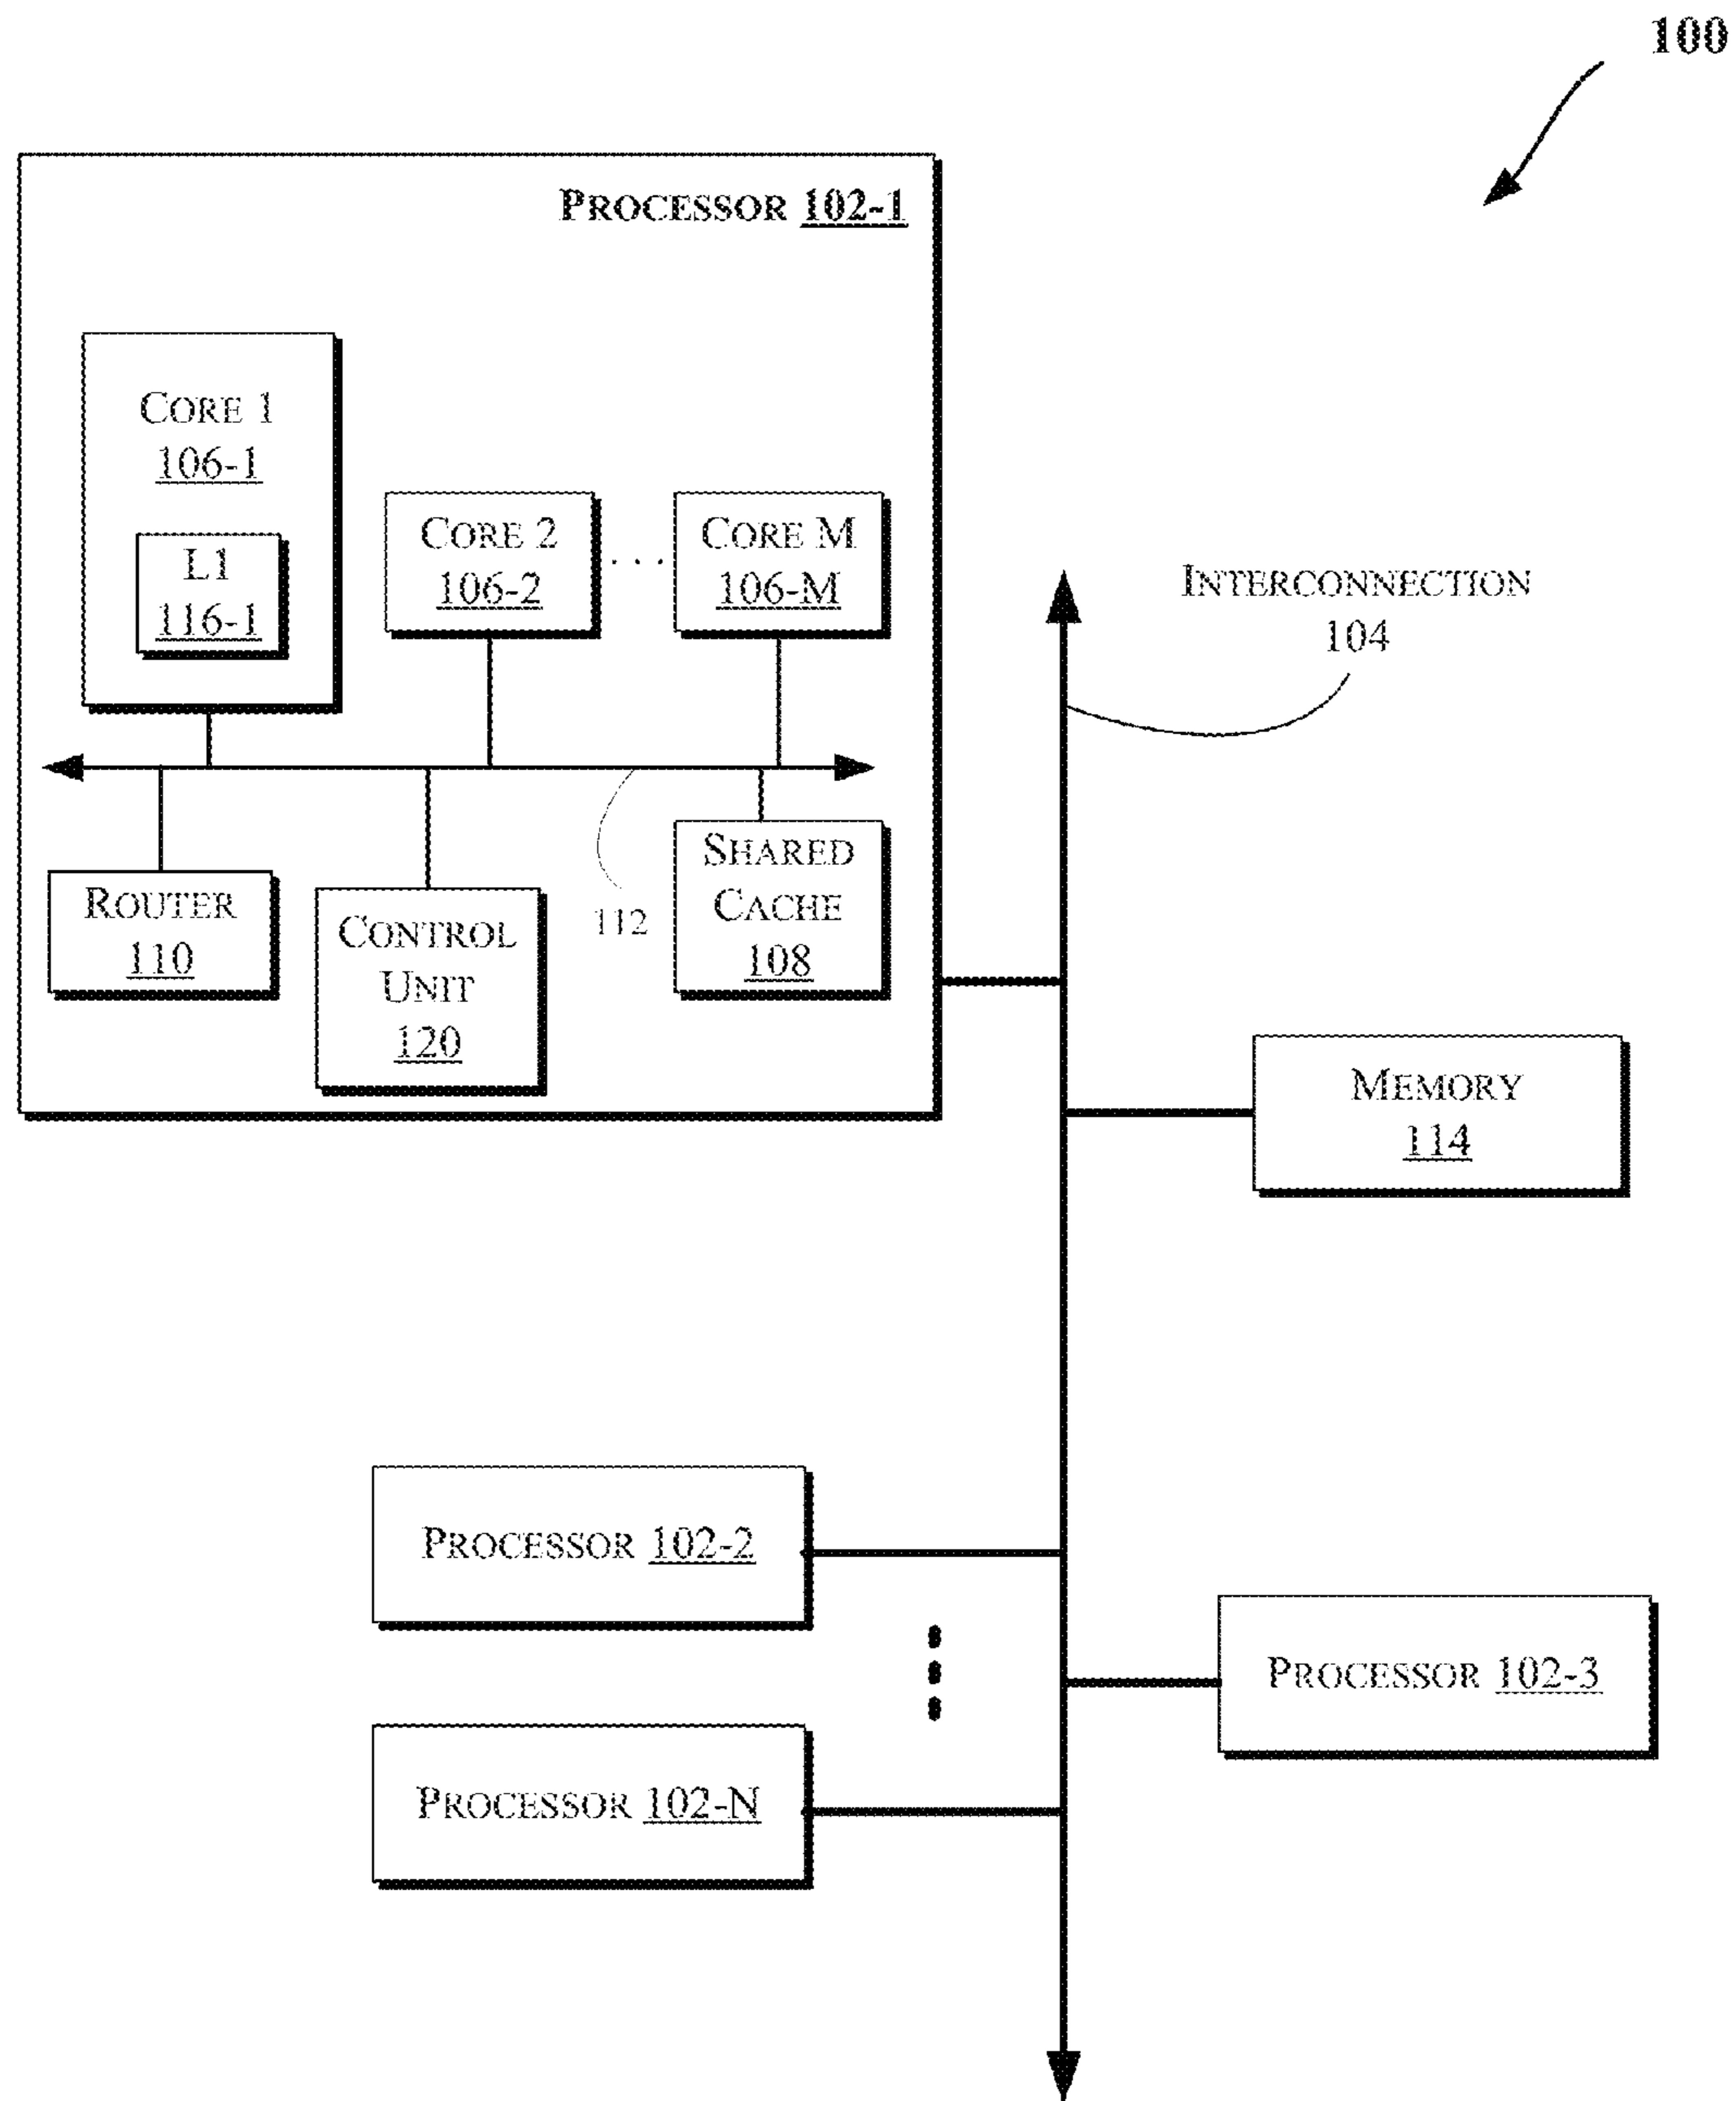 100
PROCESSOR 102-1
CORE 1
106-1
L1
116-1
CORE 2
106-2
. . .
CORE M
106-M
INTERCONNECTION
104
ROUTER
110
CONTROL
UNIT
120
112
SHARED
CACHE
108
MEMORY
114
PROCESSOR 102-2
PROCESSOR 102-3
PROCESSOR 102-N